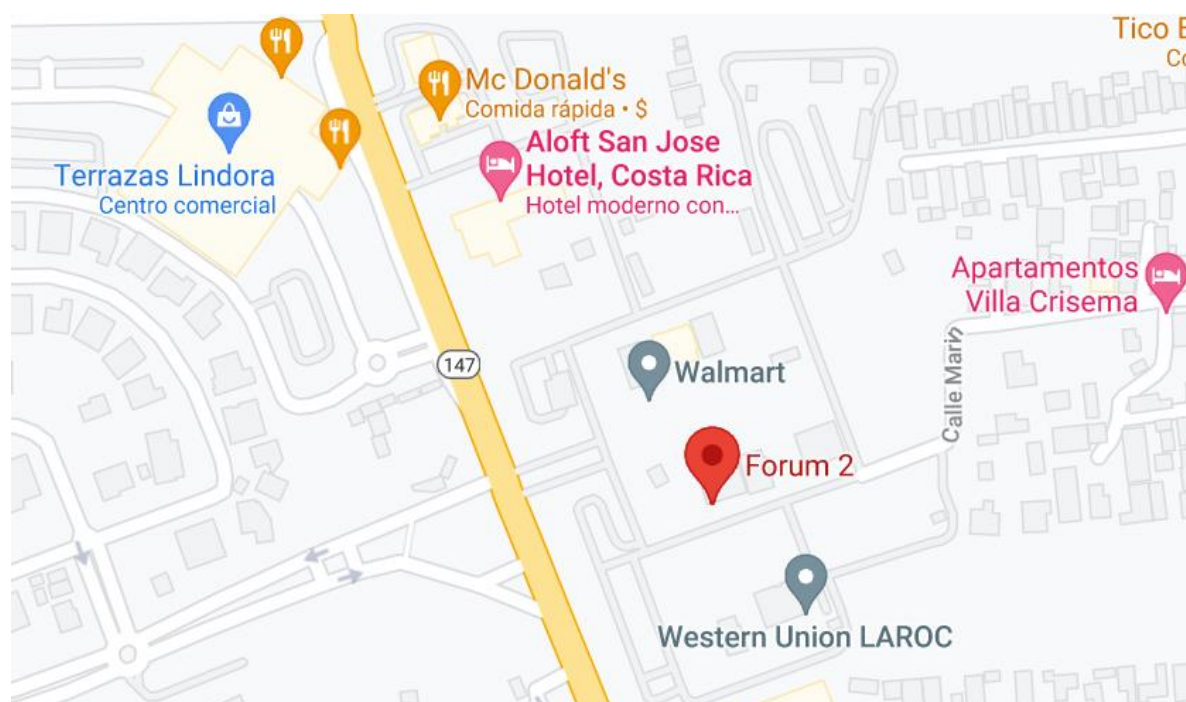 Tico E
Co
Mc Donald's
Comida rápida • $
Aloft San Jose
Hotel, Costa Rica
Hotel moderno con...
Terrazas Lindora
Centro comercial
Apartamentos
Villa Crisema
147
Walmart
Calle Maris
Forum 2
Western Union LAROC